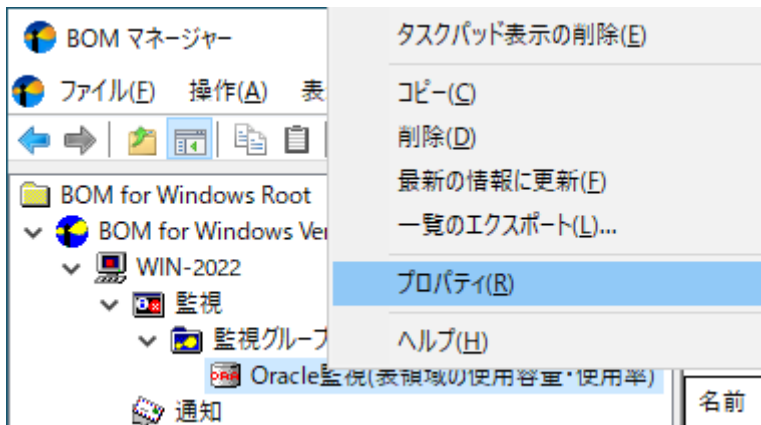 BOM マネージャー
ファイル(F) 操作(A) 表
BOM for Windows Root
BOM for Windows Ver
WIN-2022
監視
監視グループ
Oracle監視(表領域の使用容量・使用率)
通知
タスクパッド表示の削除(E)
コピー(C)
削除(D)
最新の情報に更新(F)
一覧のエクスポート(L)...
プロパティ(R)
ヘルプ(H)
名前